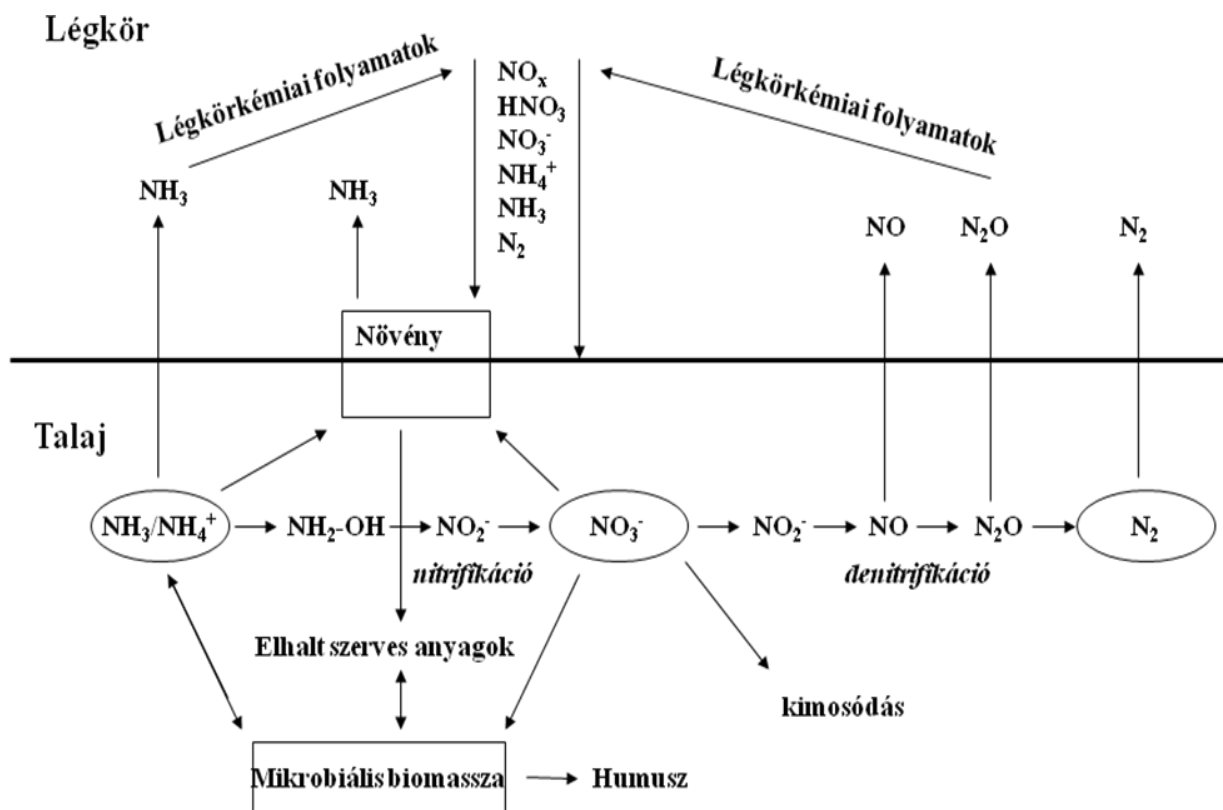 Légkör
Légkörkémiai folyamatok
Légkörkémiai folyamatok
NOₓ
HNO₃
NO₃⁻
NH₄⁺
NH₃
N₂
NH₃
NH₃
NO
N₂O
N₂
Növény
Talaj
NH₃/NH₄⁺
NH₂-OH
NO₂⁻
NO₃⁻
NO₂⁻
NO
N₂O
N₂
nitrifikáció
denitrifikáció
Elhalt szerves anyagok
kimosódás
Mikrobiális biomassza
Humusz